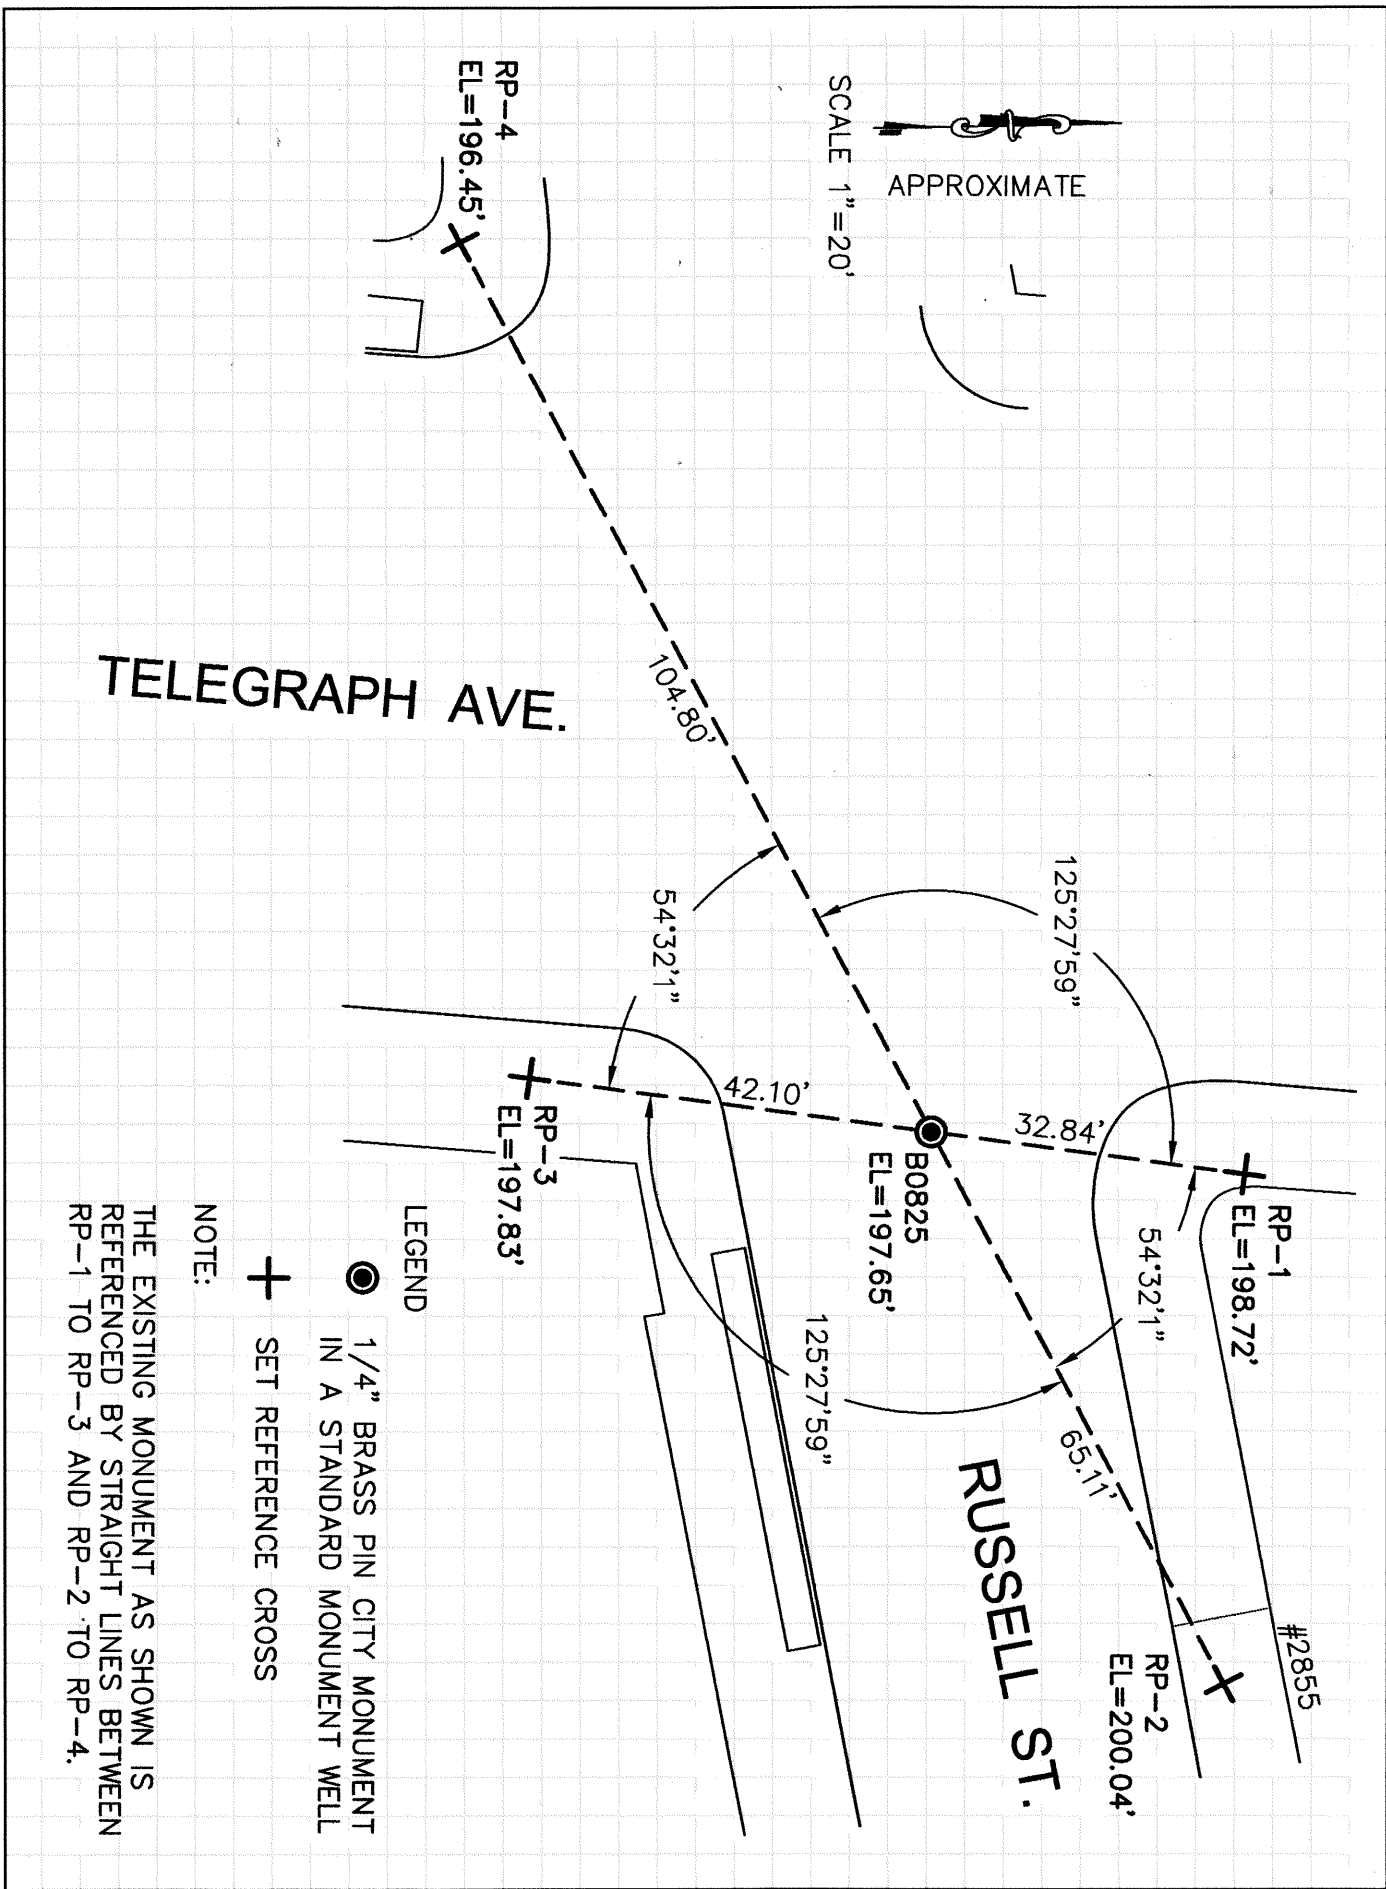 SCALE 1"=20'
APPROXIMATE
RP-4
EL=196.45'
TELEGRAPH AVE.
104.80'
54°32'1"
125°27'59"
42.10'
32.84'
RP-1
EL=198.72'
B0825
EL=197.65'
RP-3
EL=197.83'
54°32'1"
125°27'59"
65.11'
RUSSELL ST.
#2855
RP-2
EL=200.04'
LEGEND
1/4" BRASS PIN CITY MONUMENT
IN A STANDARD MONUMENT WELL
SET REFERENCE CROSS
NOTE:
THE EXISTING MONUMENT AS SHOWN IS
REFERENCED BY STRAIGHT LINES BETWEEN
RP-1 TO RP-3 AND RP-2 TO RP-4.